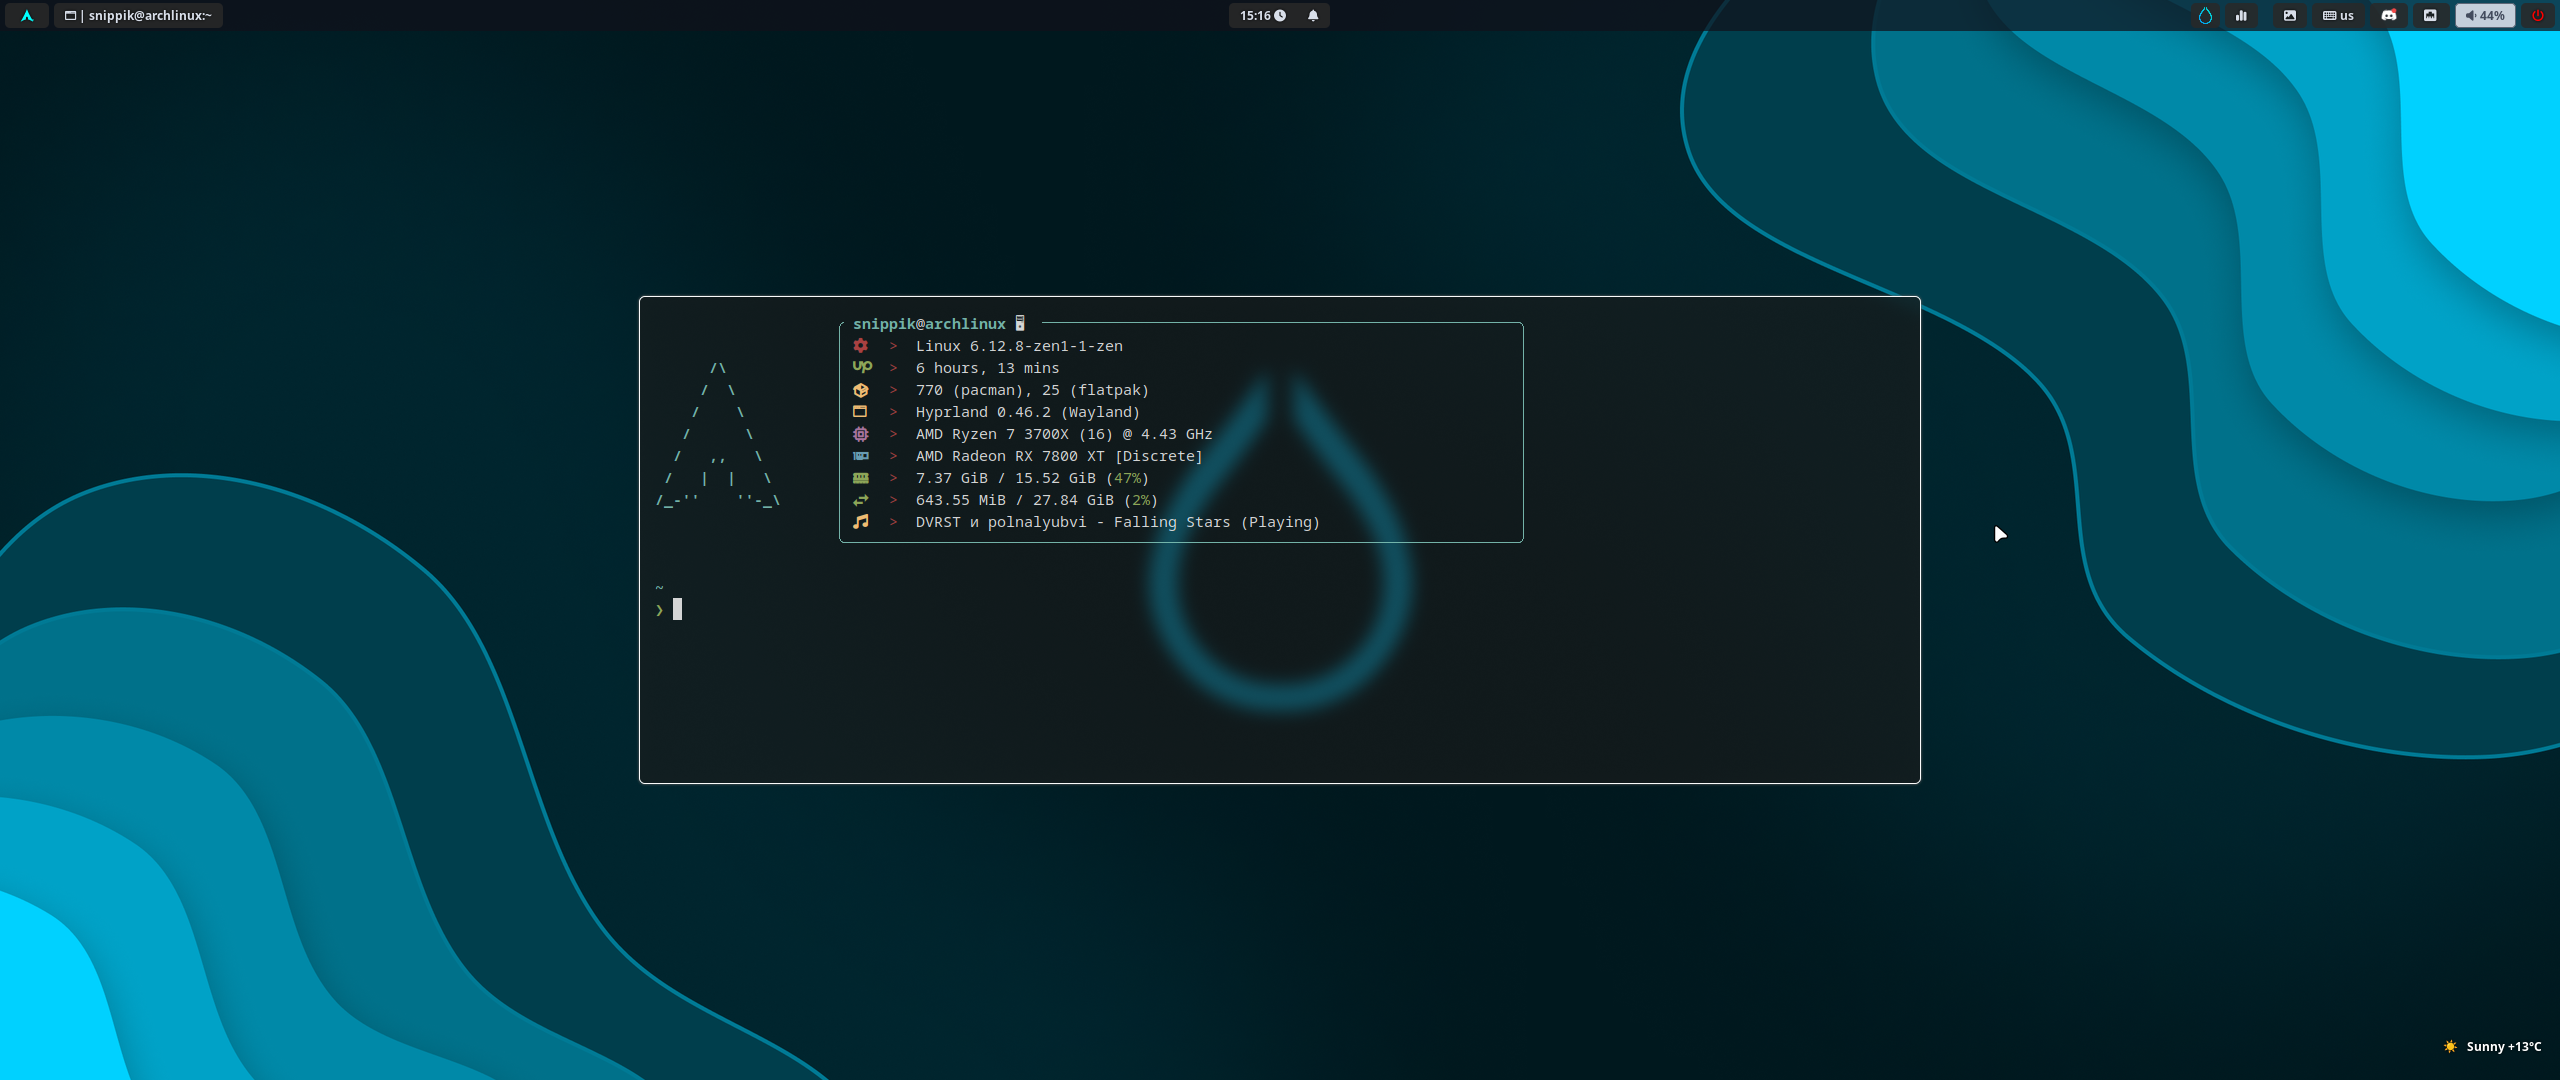 | snippik@archlinux:~
15:16
us
44%
snippik@archlinux
> Linux 6.12.8-zen1-1-zen
up > 6 hours, 13 mins
> 770 (pacman), 25 (flatpak)
> Hyprland 0.46.2 (Wayland)
> AMD Ryzen 7 3700X (16) @ 4.43 GHz
> AMD Radeon RX 7800 XT [Discrete]
> 7.37 GiB / 15.52 GiB (47%)
> 643.55 MiB / 27.84 GiB (2%)
> DVRST и polnalyubvi - Falling Stars (Playing)
~
❯
Sunny +13°C